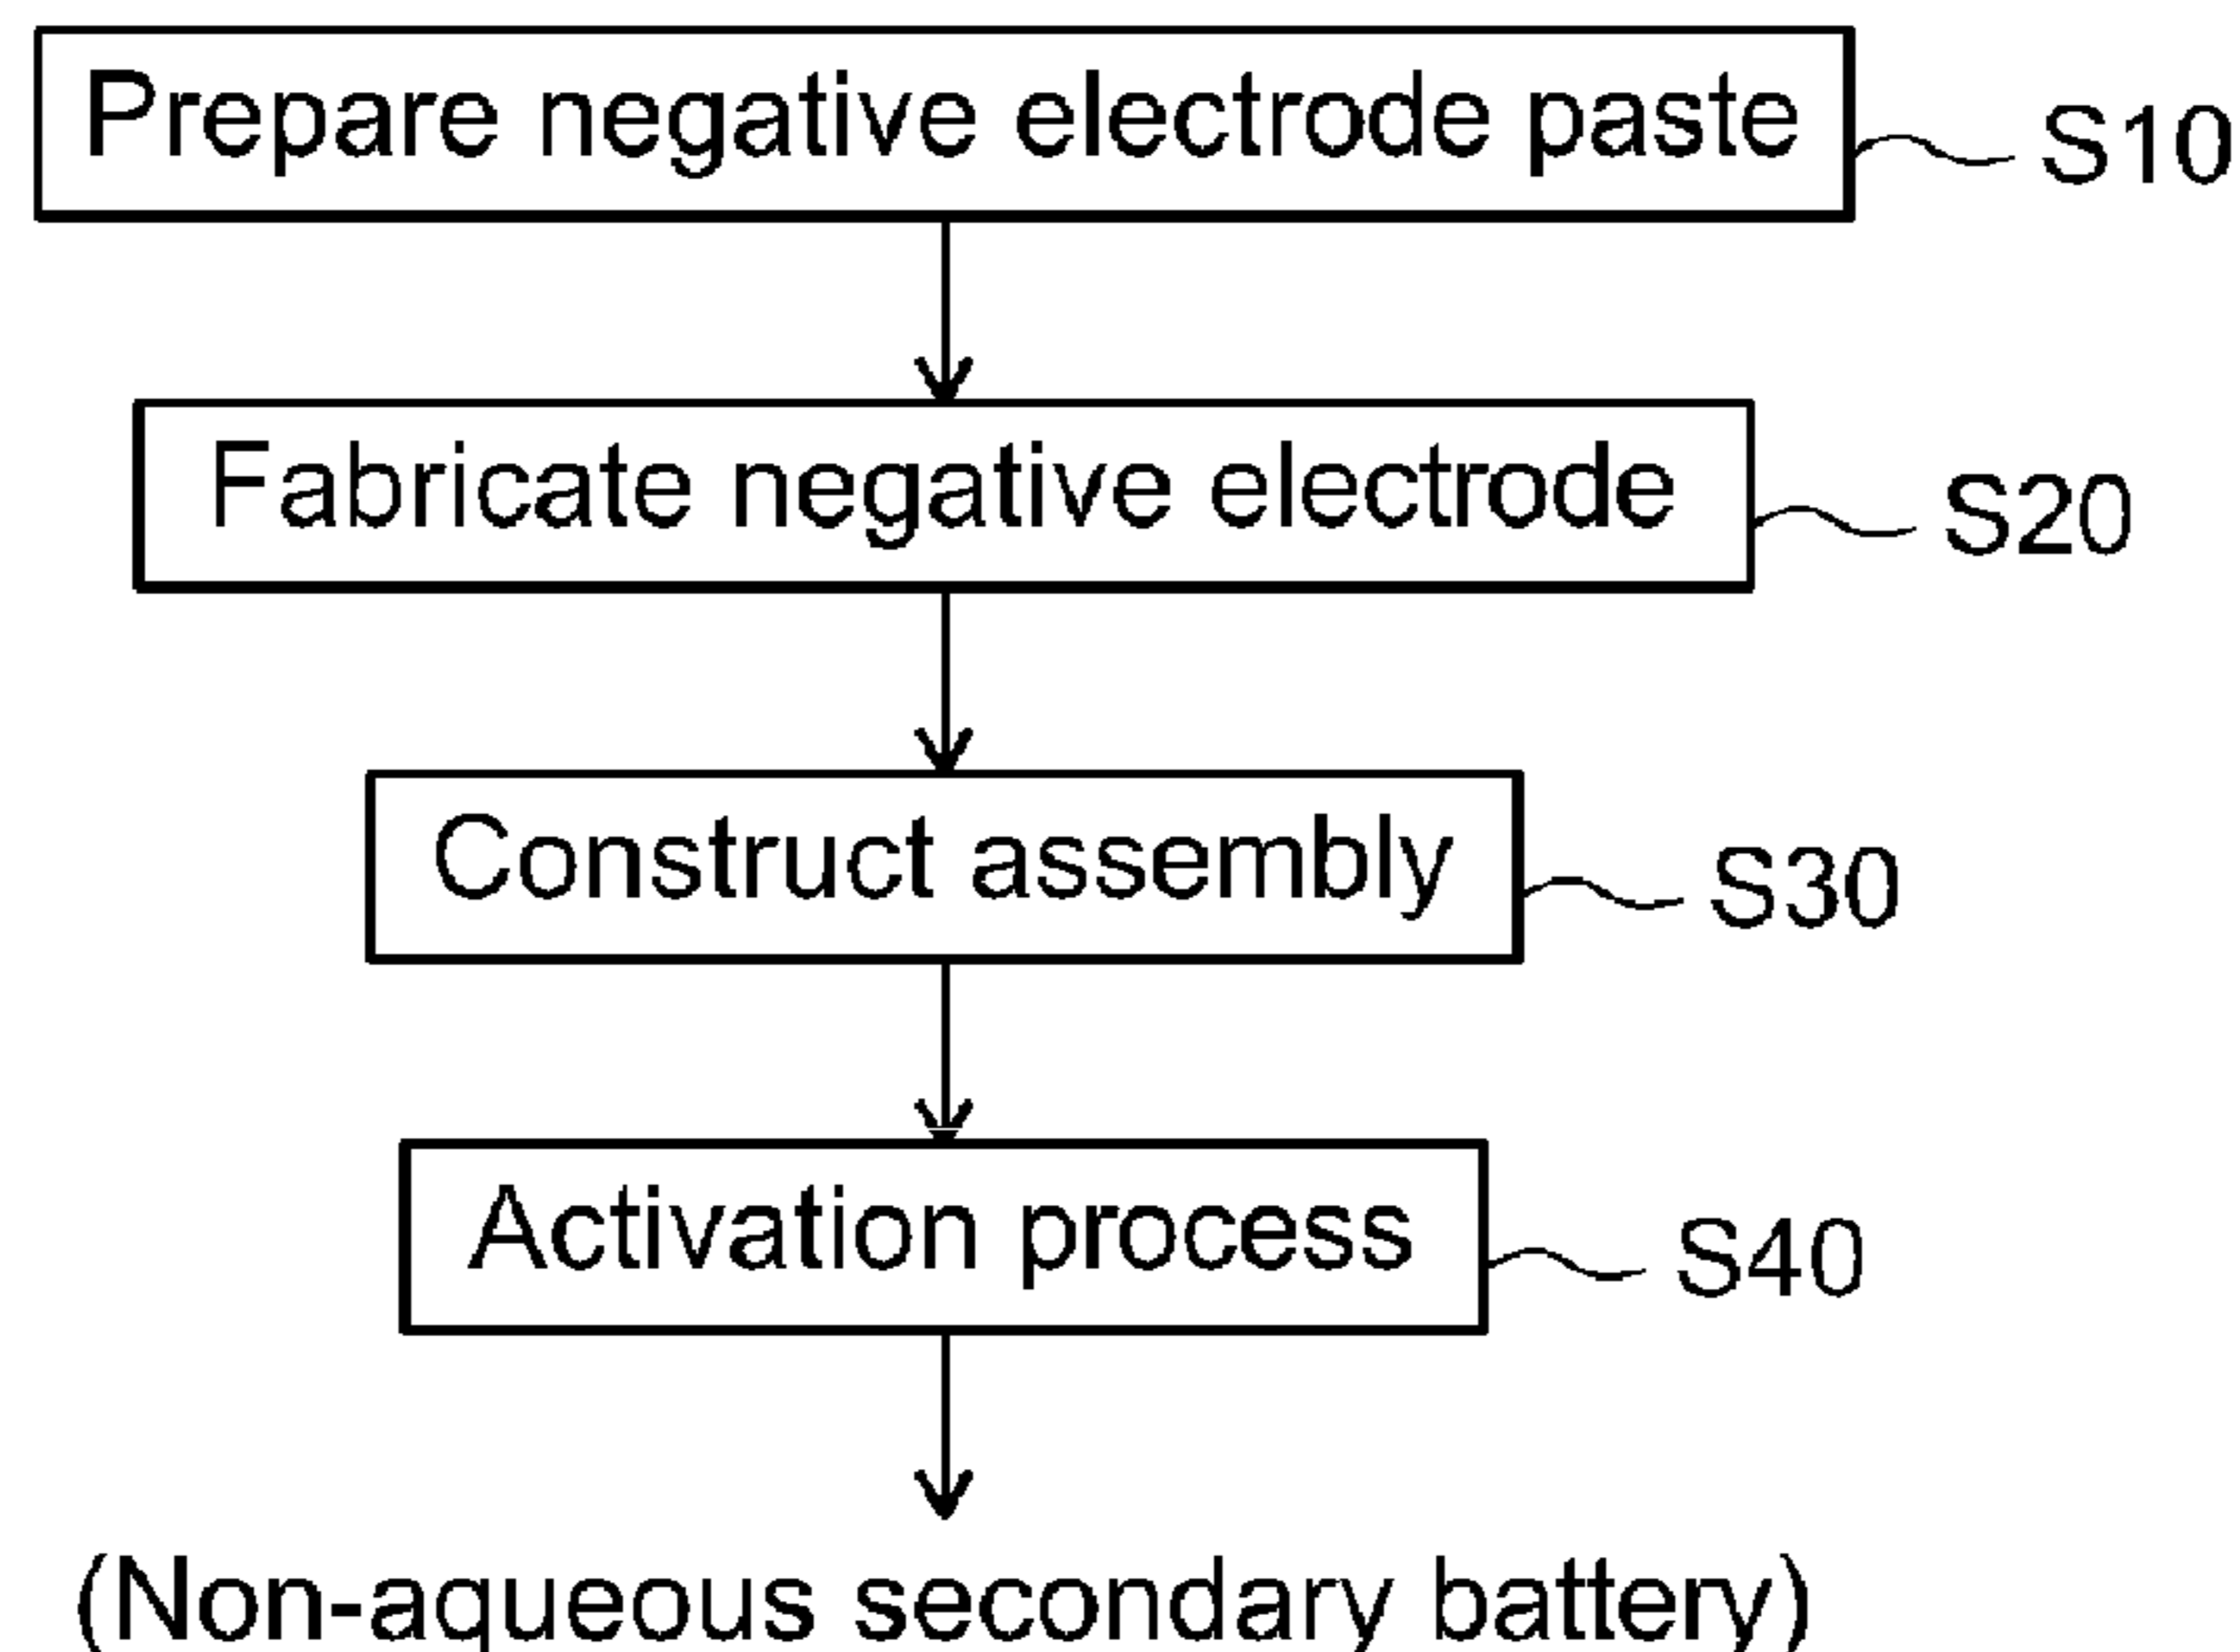 Prepare negative electrode paste S10
Fabricate negative electrode S20
Construct assembly S30
Activation process S40
(Non-aqueous secondary battery)